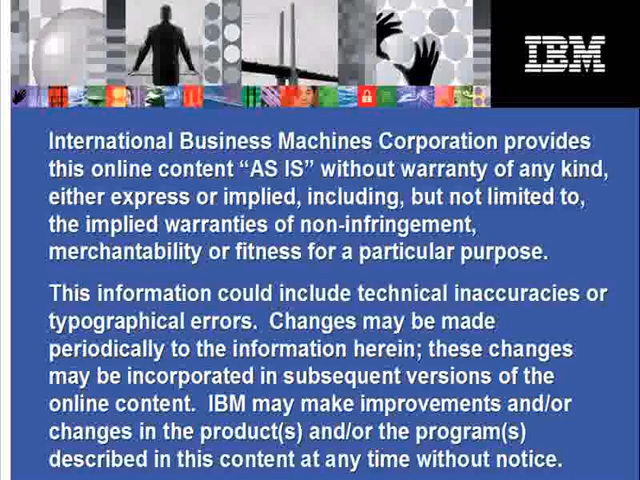 IBM
International Business Machines Corporation provides
this online content “AS IS” without warranty of any kind,
either express or implied, including, but not limited to,
the implied warranties of non-infringement,
merchantability or fitness for a particular purpose.
This information could include technical inaccuracies or
typographical errors.  Changes may be made
periodically to the information herein; these changes
may be incorporated in subsequent versions of the
online content.  IBM may make improvements and/or
changes in the product(s) and/or the program(s)
described in this content at any time without notice.